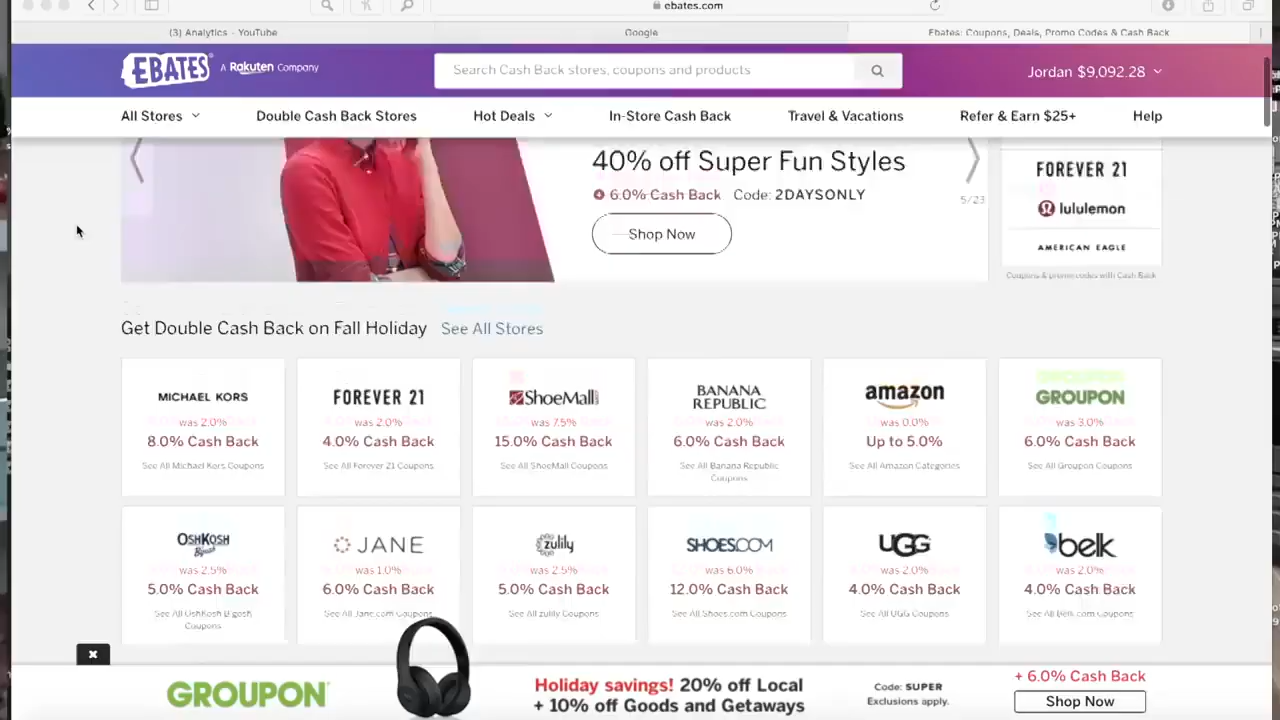 ebates.com
(3) Analytics - YouTube
Google
Ebates: Coupons, Deals, Promo Codes & Cash Back
EBATES A Rakuten Company
Search Cash Back stores, coupons and products
Jordan $9,092.28
All Stores
Double Cash Back Stores
Hot Deals
In-Store Cash Back
Travel & Vacations
Refer & Earn $25+
Help
40% off Super Fun Styles
6.0% Cash Back Code: 2DAYSONLY
Shop Now
5/23
FOREVER 21
lululemon
AMERICAN EAGLE
Coupons & promo codes with Cash Back
Get Double Cash Back on Fall Holiday See All Stores
MICHAEL KORS
was 2.0%
8.0% Cash Back
See All Michael Kors Coupons
FOREVER 21
was 2.0%
4.0% Cash Back
See All Forever 21 Coupons
ShoeMall
was 7.5%
15.0% Cash Back
See All ShoeMall Coupons
BANANA
REPUBLIC
was 2.0%
6.0% Cash Back
See All Banana Republic
Coupons
amazon
was 0.0%
Up to 5.0%
See All Amazon Categories
GROUPON
was 3.0%
6.0% Cash Back
See All Groupon Coupons
OSHKOSH
B'gosh
was 2.5%
5.0% Cash Back
See All OshKosh B'gosh
Coupons
JANE
was 1.0%
6.0% Cash Back
See All Jane.com Coupons
zulily
was 2.5%
5.0% Cash Back
See All zulily Coupons
SHOES.COM
was 6.0%
12.0% Cash Back
See All Shoes.com Coupons
UGG
was 2.0%
4.0% Cash Back
See All UGG Coupons
belk
was 2.0%
4.0% Cash Back
See All Belk.com Coupons
GROUPON
Holiday savings! 20% off Local
+ 10% off Goods and Getaways
Code: SUPER
Exclusions apply.
+ 6.0% Cash Back
Shop Now